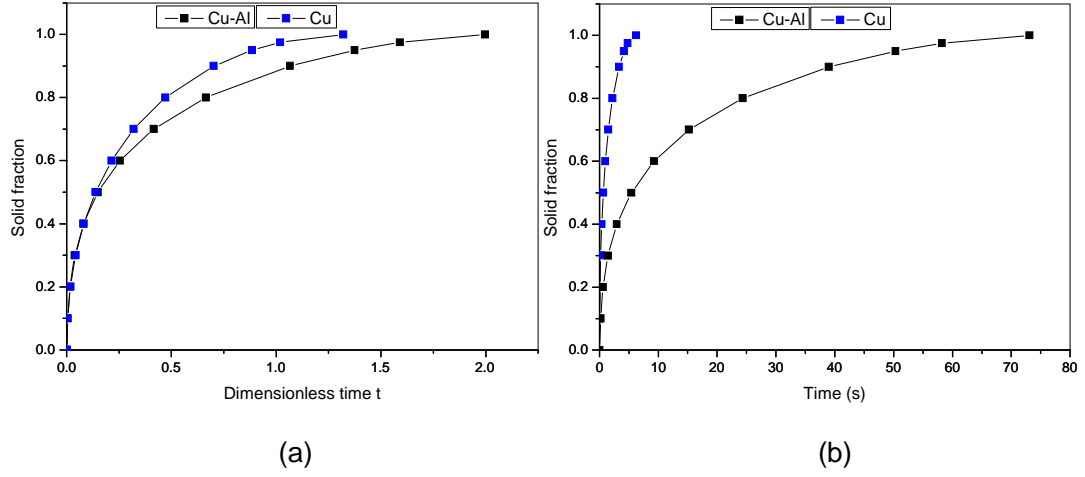 Cu-Al Cu
1.0
0.8
0.6
0.4
0.2
0.0
Solid fraction
0.0 0.5 1.0 1.5 2.0
Dimensionless time t
(a)
Cu-Al Cu
1.0
0.8
0.6
0.4
0.2
0.0
Solid fraction
0 10 20 30 40 50 60 70 80
Time (s)
(b)